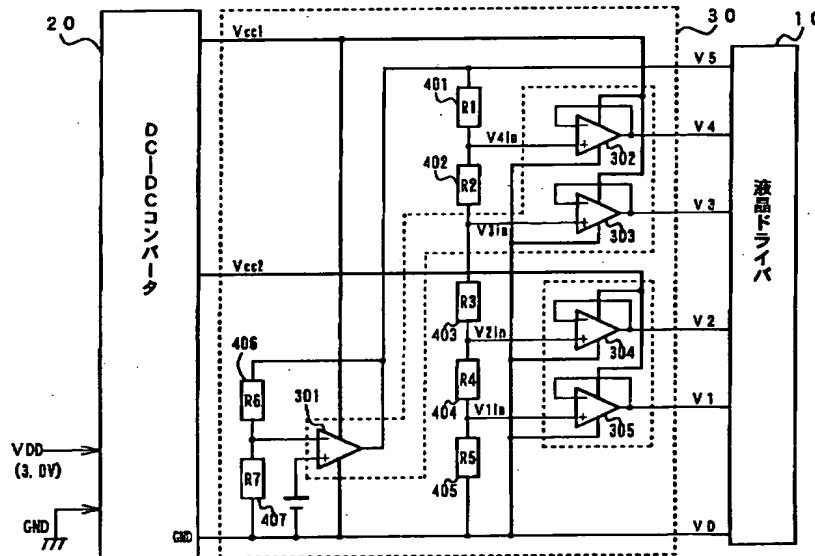 20
30
10
Vcc1
V5
401
R1
V4in
302
V4
402
R2
V3in
303
V3
DC-DCコンバータ
液晶ドライバ
Vcc2
R3
403
V2in
304
V2
406
R6
R4
404
V1in
305
V1
301
R7
407
R5
405
VDD
(3.0V)
GND
GND
V0